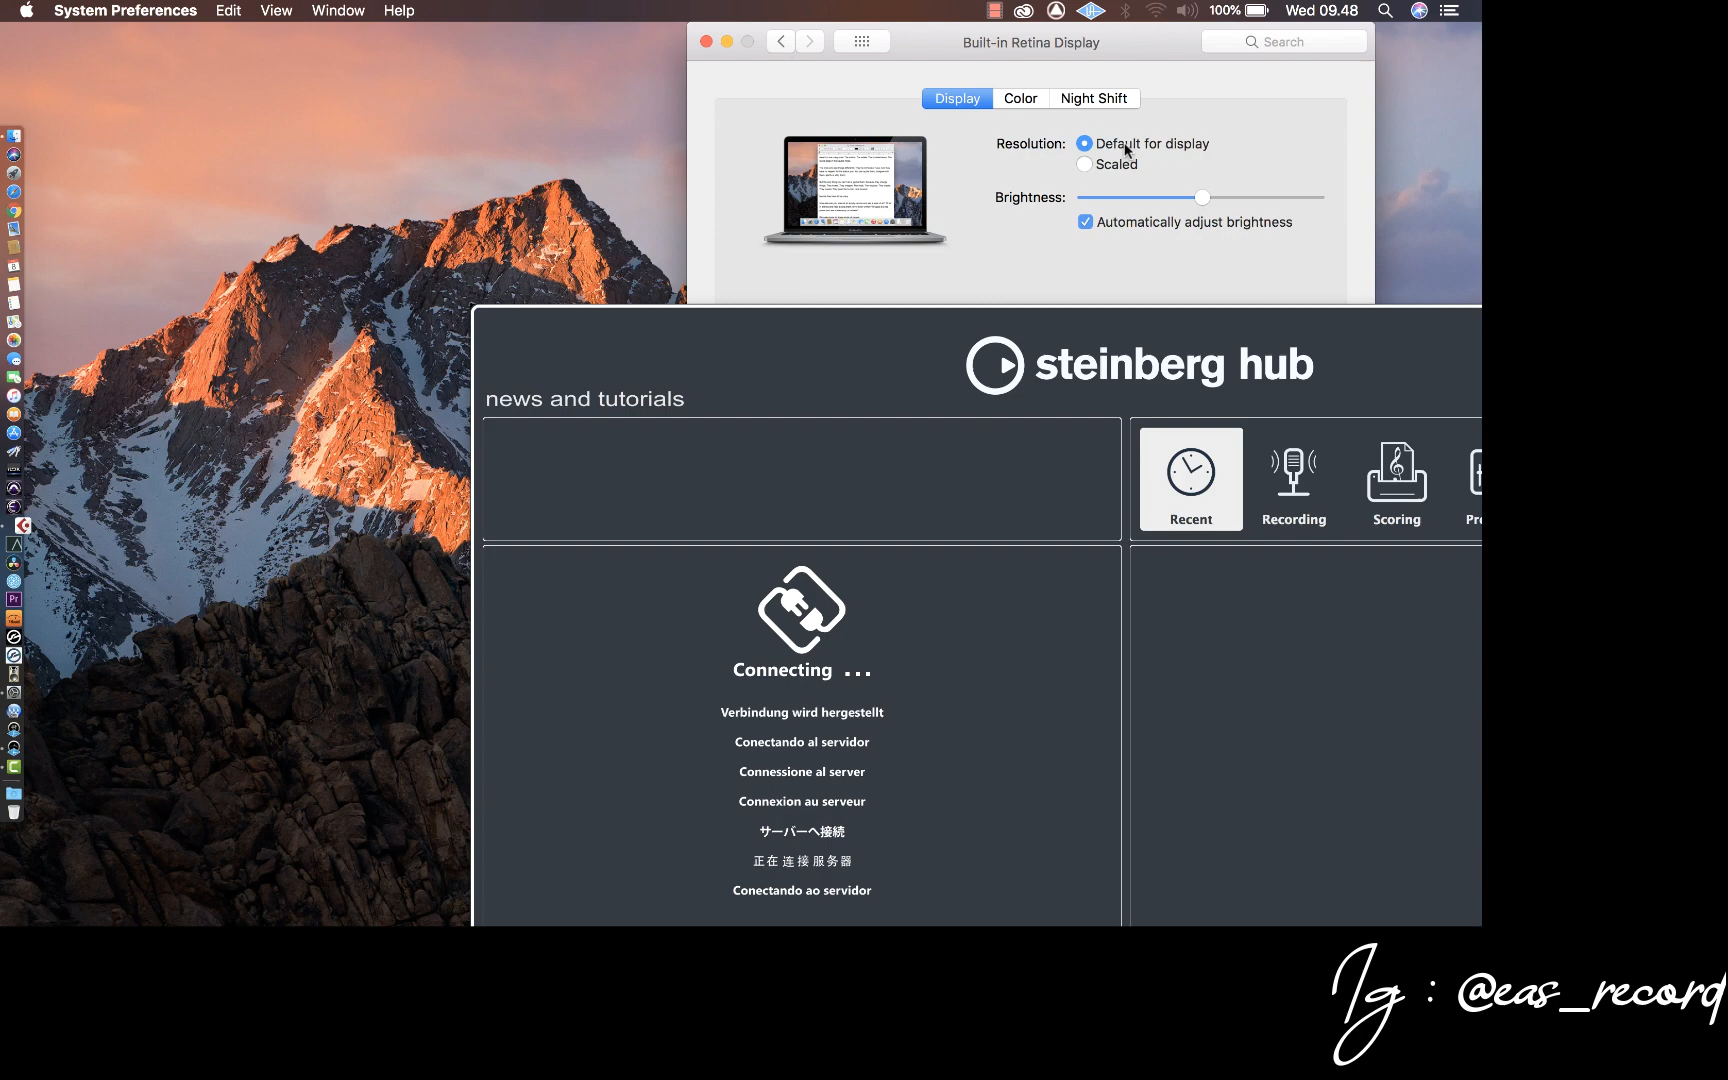 System Preferences Edit View Window Help 100% Wed 09.48
Built-in Retina Display
Search
Display Color Night Shift
Resolution: Default for display
Scaled
Brightness:
Automatically adjust brightness
steinberg hub
news and tutorials
Recent Recording Scoring Pr
Connecting ...
Verbindung wird hergestellt
Conectando al servidor
Connessione al server
Connexion au serveur
サーバーへ接続
正在 连接 服务器
Conectando ao servidor
Pr
Ig : @eas_record